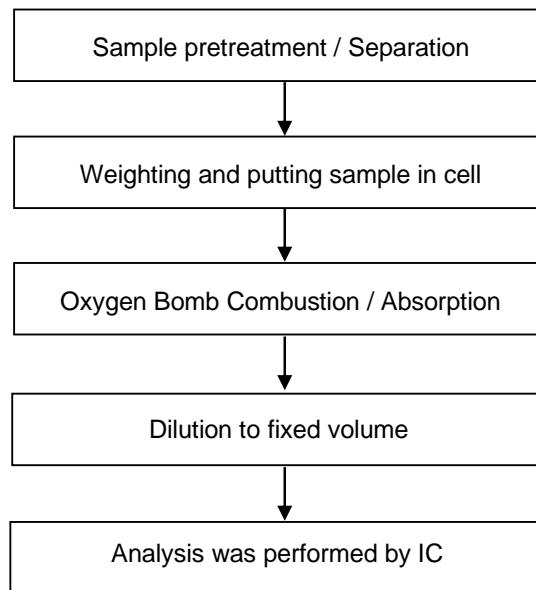 Sample pretreatment / Separation
Weighting and putting sample in cell
Oxygen Bomb Combustion / Absorption
Dilution to fixed volume
Analysis was performed by IC